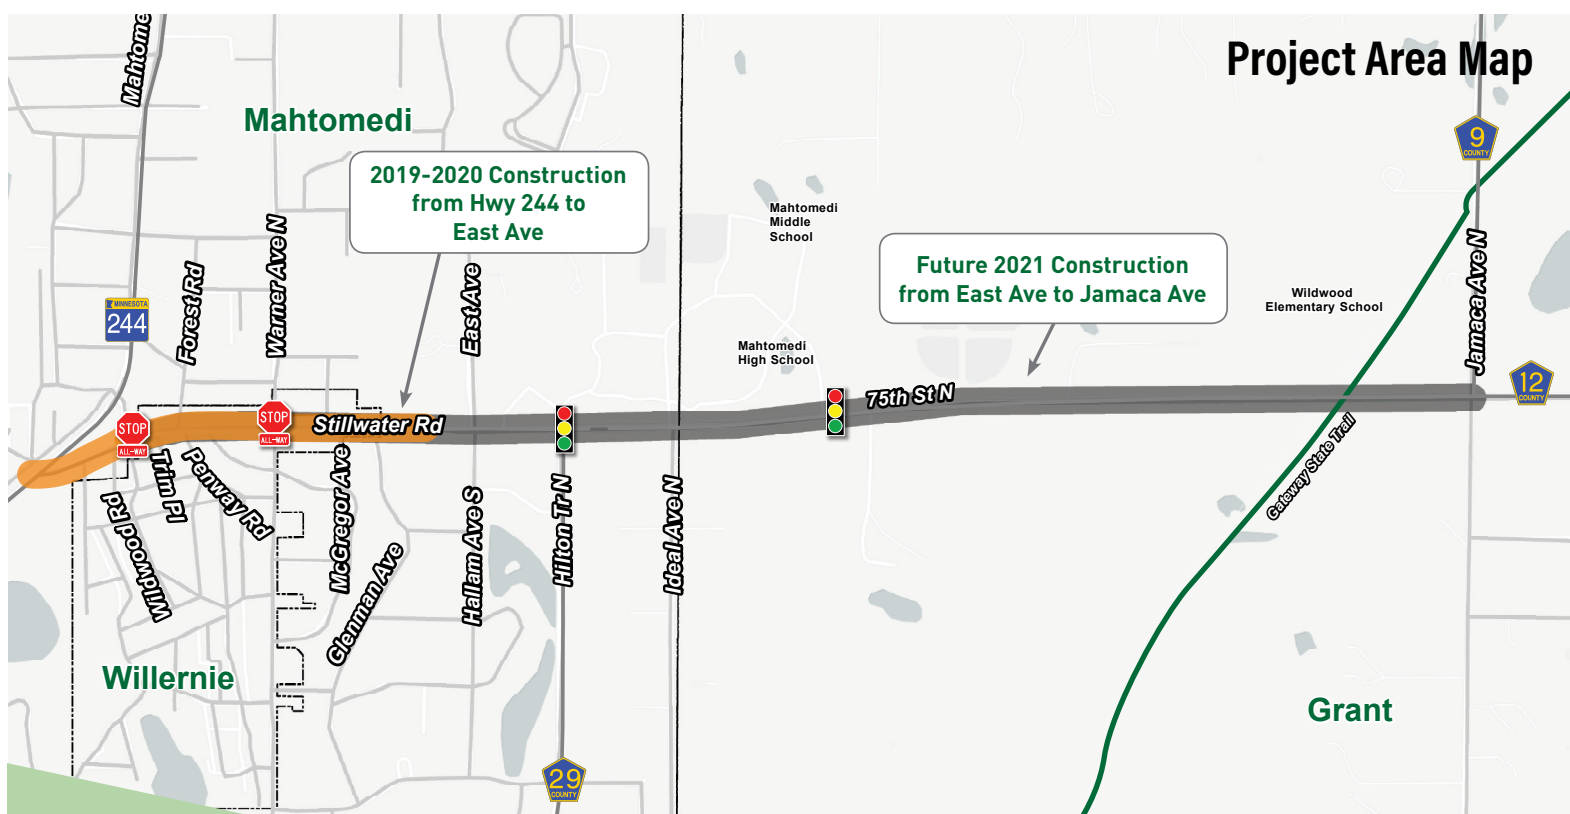 Project Area Map
Mahtome
Mahtomedi
2019-2020 Construction
from Hwy 244 to
East Ave
9
COUNTY
Mahtomedi
Middle
School
Future 2021 Construction
from East Ave to Jamaca Ave
Wildwood
Elementary School
MINNESOTA
244
Forest Rd
Warner Ave N
East Ave
Jamaca Ave N
Mahtomedi
High School
12
COUNTY
75th St N
STOP
ALL-WAY
STOP
ALL-WAY
Stillwater Rd
Gateway State Trail
Wildwood Rd
Trim Pl
Penway Rd
McGregor Ave
Glenman Ave
Hallam Ave S
Hilton Tr N
Ideal Ave N
Willernie
Grant
29
COUNTY